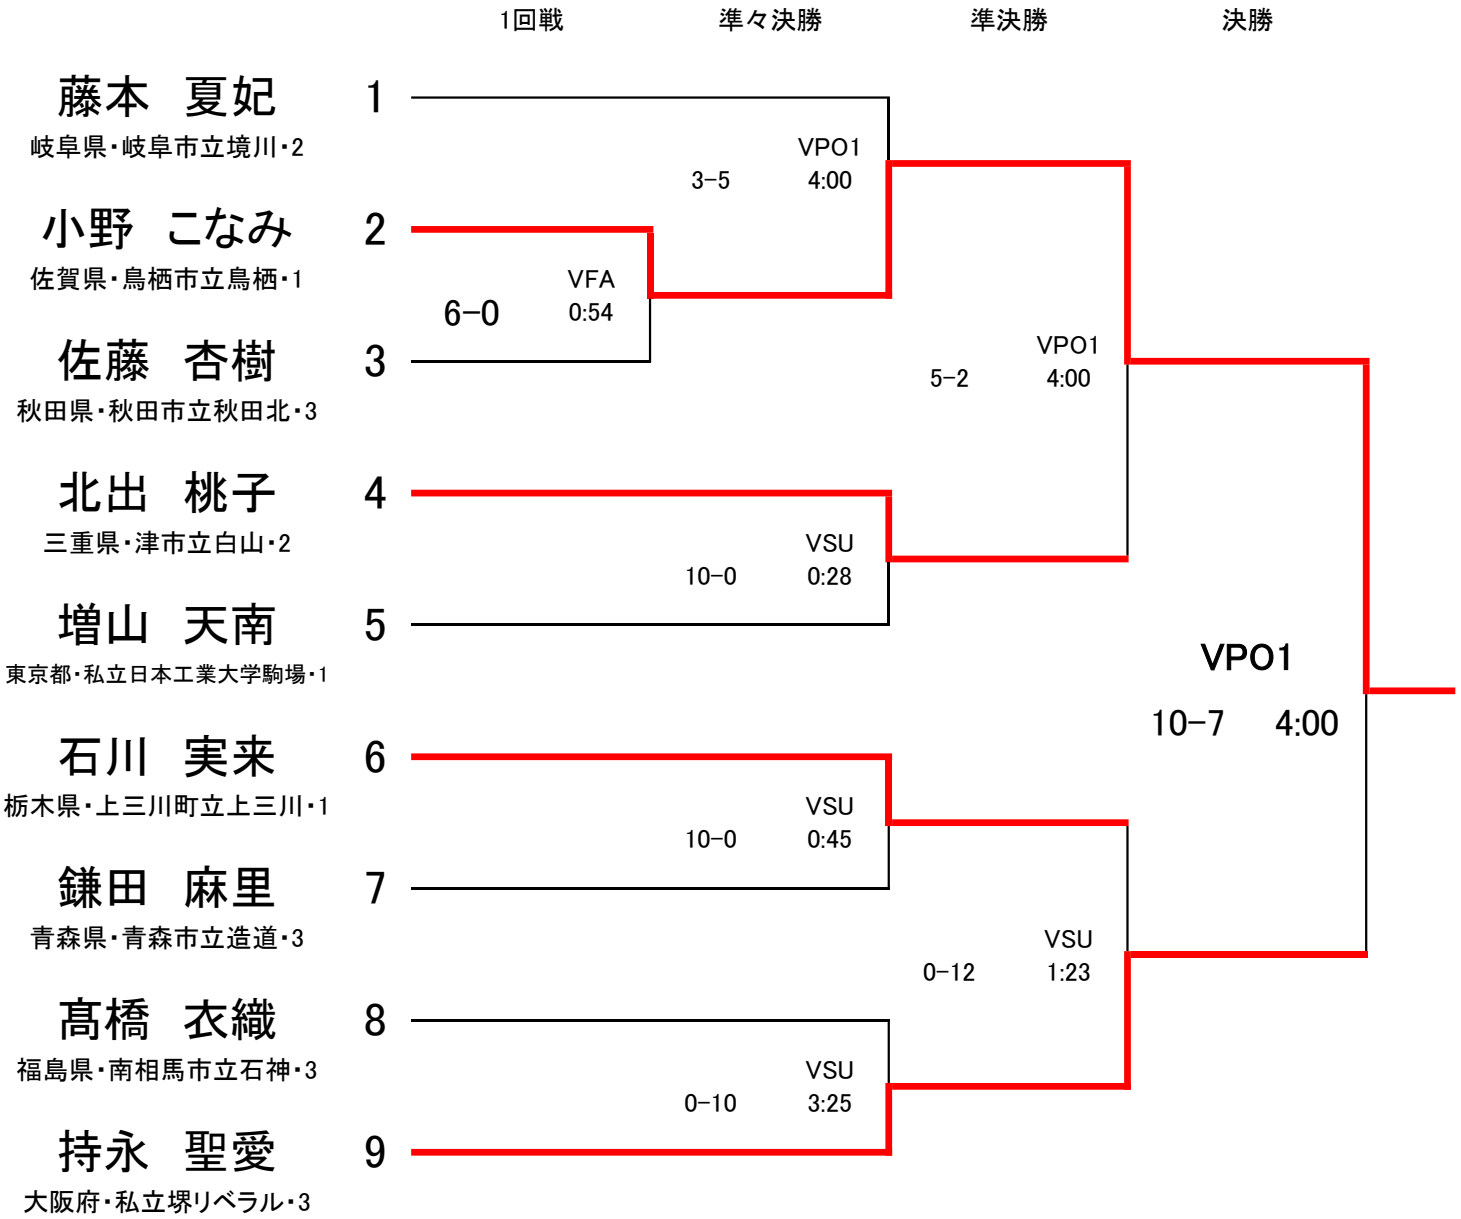 1回戦 準々決勝 準決勝 決勝
藤本 夏妃 1
岐阜県・岐阜市立境川・2
VPO1
3-5 4:00
小野 こなみ 2
佐賀県・鳥栖市立鳥栖・1
VFA
6-0 0:54
佐藤 杏樹 3
秋田県・秋田市立秋田北・3
VPO1
5-2 4:00
北出 桃子 4
三重県・津市立白山・2
VSU
10-0 0:28
増山 天南 5
東京都・私立日本工業大学駒場・1
VPO1
10-7 4:00
石川 実来 6
栃木県・上三川町立上三川・1
VSU
10-0 0:45
鎌田 麻里 7
青森県・青森市立造道・3
VSU
0-12 1:23
髙橋 衣織 8
福島県・南相馬市立石神・3
VSU
0-10 3:25
持永 聖愛 9
大阪府・私立堺リベラル・3